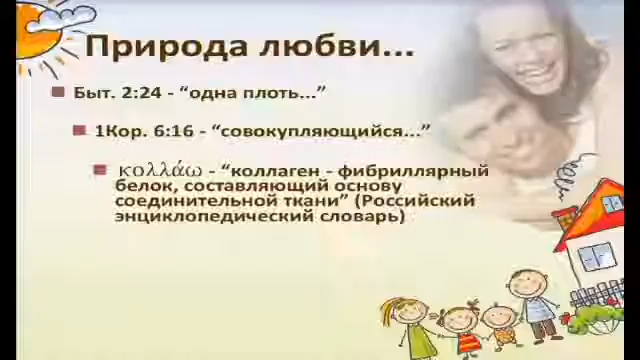 Природа любви...
Быт. 2:24 - “одна плоть...”
1Кор. 6:16 - “совокупляющийся...”
κολλάω - “коллаген - фибриллярный
белок, составляющий основу
соединительной ткани” (Российский
энциклопедический словарь)